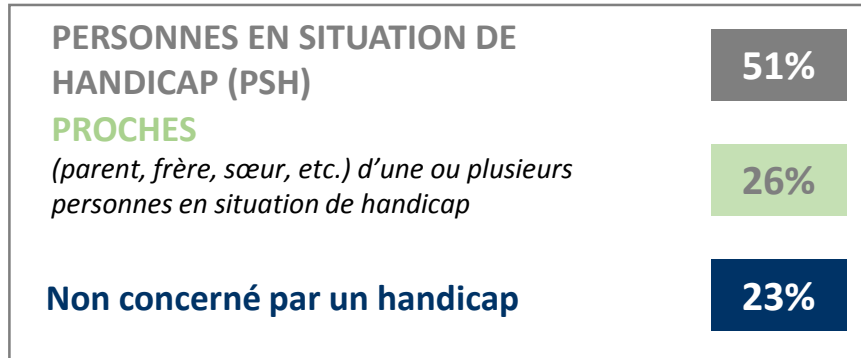 PERSONNES EN SITUATION DE
HANDICAP (PSH)
51%
PROCHES
(parent, frère, sœur, etc.) d’une ou plusieurs
personnes en situation de handicap
26%
Non concerné par un handicap
23%